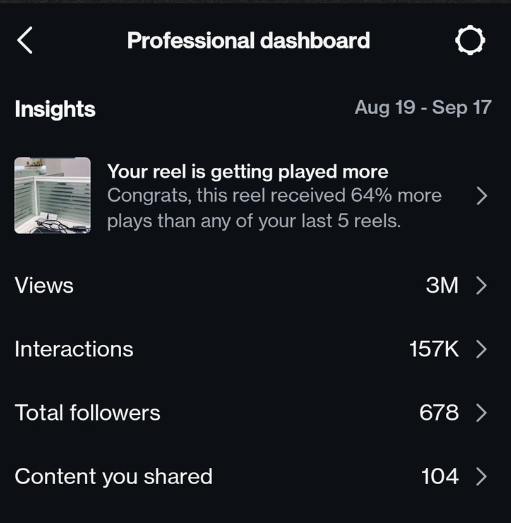 Professional dashboard
Insights
Aug 19 - Sep 17
Your reel is getting played more
Congrats, this reel received 64% more
plays than any of your last 5 reels.
Views
3M
Interactions
157K
Total followers
678
Content you shared
104